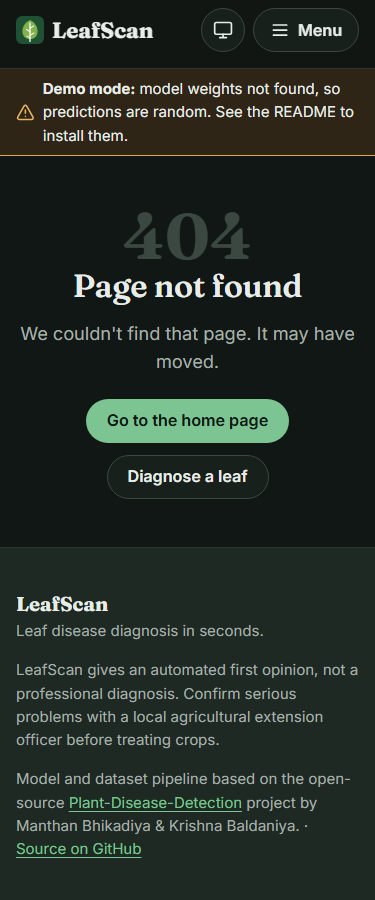 LeafScan
Menu
Demo mode: model weights not found, so
predictions are random. See the README to
install them.
404
Page not found
We couldn't find that page. It may have
moved.
Go to the home page
Diagnose a leaf
LeafScan
Leaf disease diagnosis in seconds.
LeafScan gives an automated first opinion, not a
professional diagnosis. Confirm serious
problems with a local agricultural extension
officer before treating crops.
Model and dataset pipeline based on the open-
source Plant-Disease-Detection project by
Manthan Bhikadiya & Krishna Baldaniya. ·
Source on GitHub